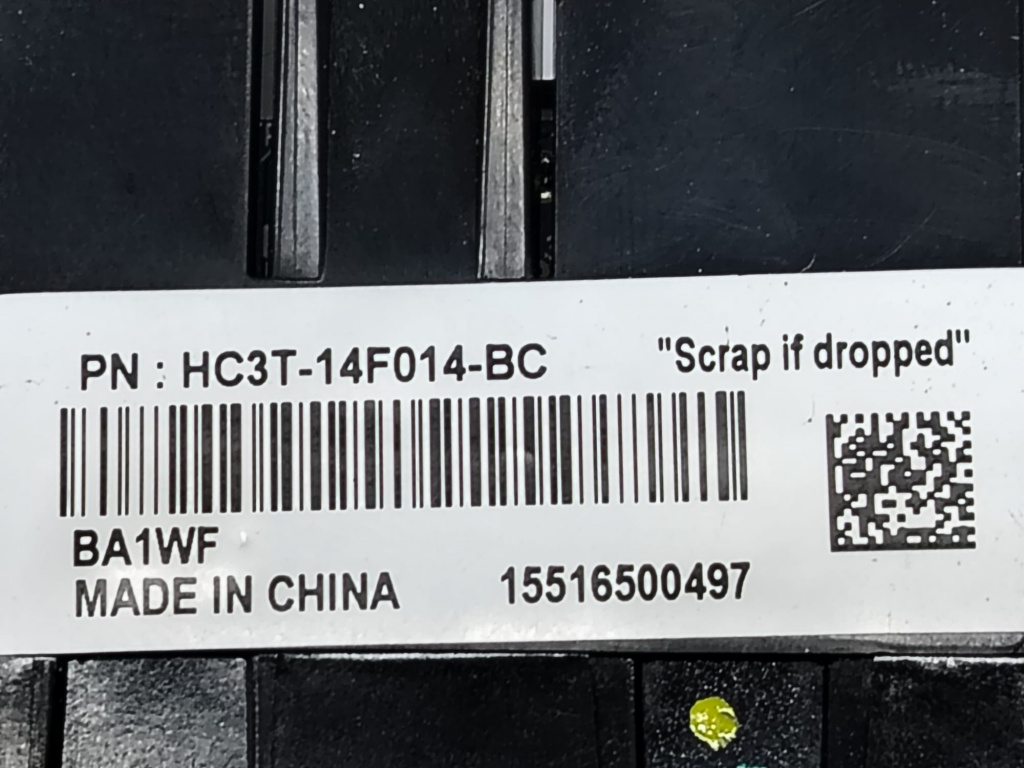 PN : HC3T-14F014-BC
"Scrap if dropped"
BA1WF
MADE IN CHINA
15516500497